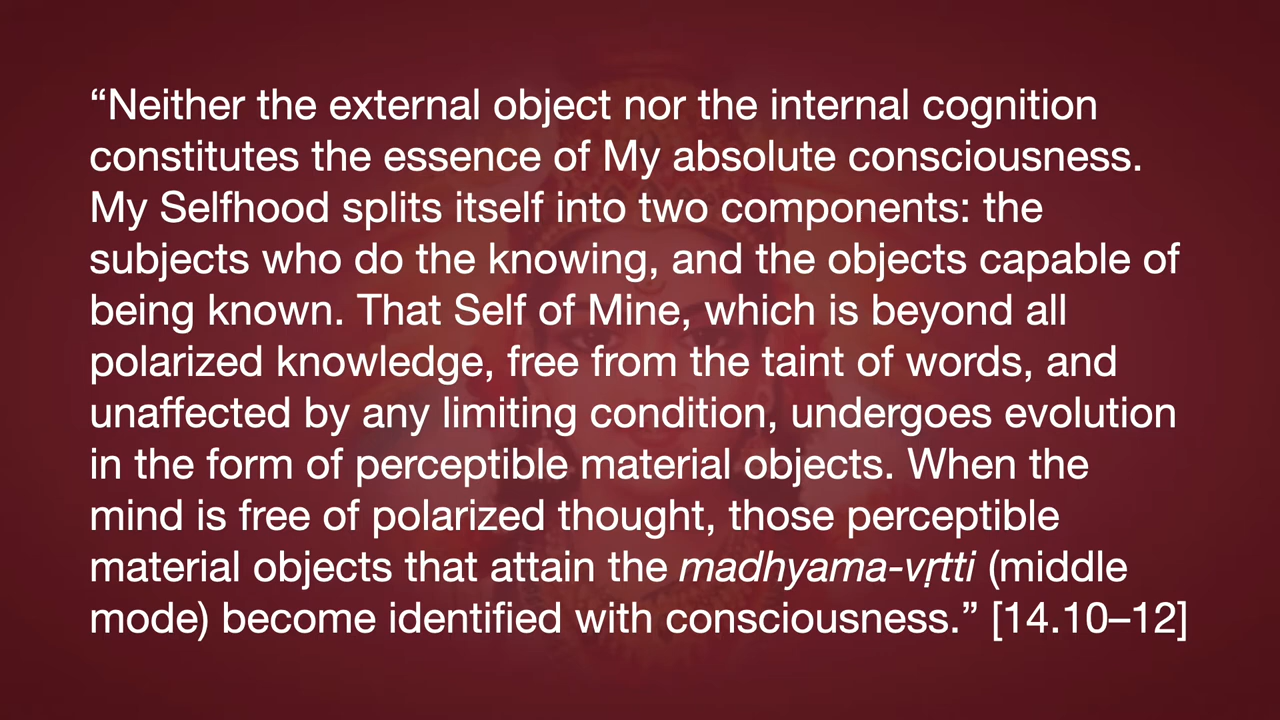 “Neither the external object nor the internal cognition
constitutes the essence of My absolute consciousness.
My Selfhood splits itself into two components: the
subjects who do the knowing, and the objects capable of
being known. That Self of Mine, which is beyond all
polarized knowledge, free from the taint of words, and
unaffected by any limiting condition, undergoes evolution
in the form of perceptible material objects. When the
mind is free of polarized thought, those perceptible
material objects that attain the madhyama-vṛtti (middle
mode) become identified with consciousness.” [14.10–12]